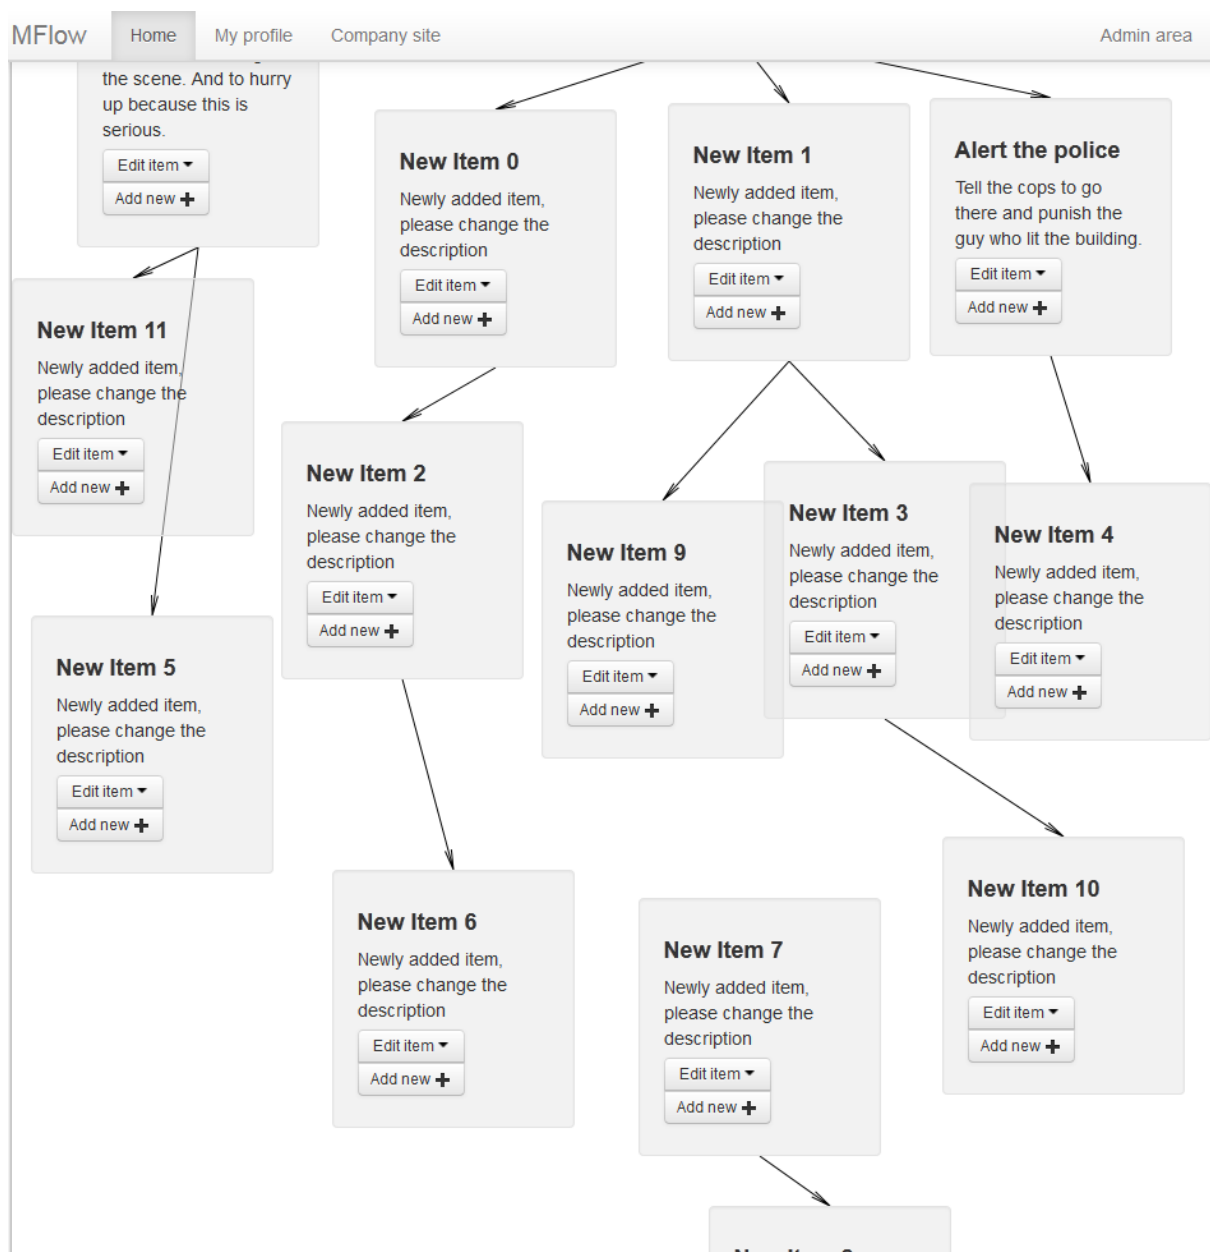 MFlow Home My profile Company site Admin area
the scene. And to hurry
up because this is
serious.
Edit item
Add new
New Item 0
Newly added item,
please change the
description
Edit item
Add new
New Item 1
Newly added item,
please change the
description
Edit item
Add new
Alert the police
Tell the cops to go
there and punish the
guy who lit the building.
Edit item
Add new
New Item 11
Newly added item,
please change the
description
Edit item
Add new
New Item 2
Newly added item,
please change the
description
Edit item
Add new
New Item 9
Newly added item,
please change the
description
Edit item
Add new
New Item 3
Newly added item,
please change the
description
Edit item
Add new
New Item 4
Newly added item,
please change the
description
Edit item
Add new
New Item 5
Newly added item,
please change the
description
Edit item
Add new
New Item 6
Newly added item,
please change the
description
Edit item
Add new
New Item 7
Newly added item,
please change the
description
Edit item
Add new
New Item 10
Newly added item,
please change the
description
Edit item
Add new